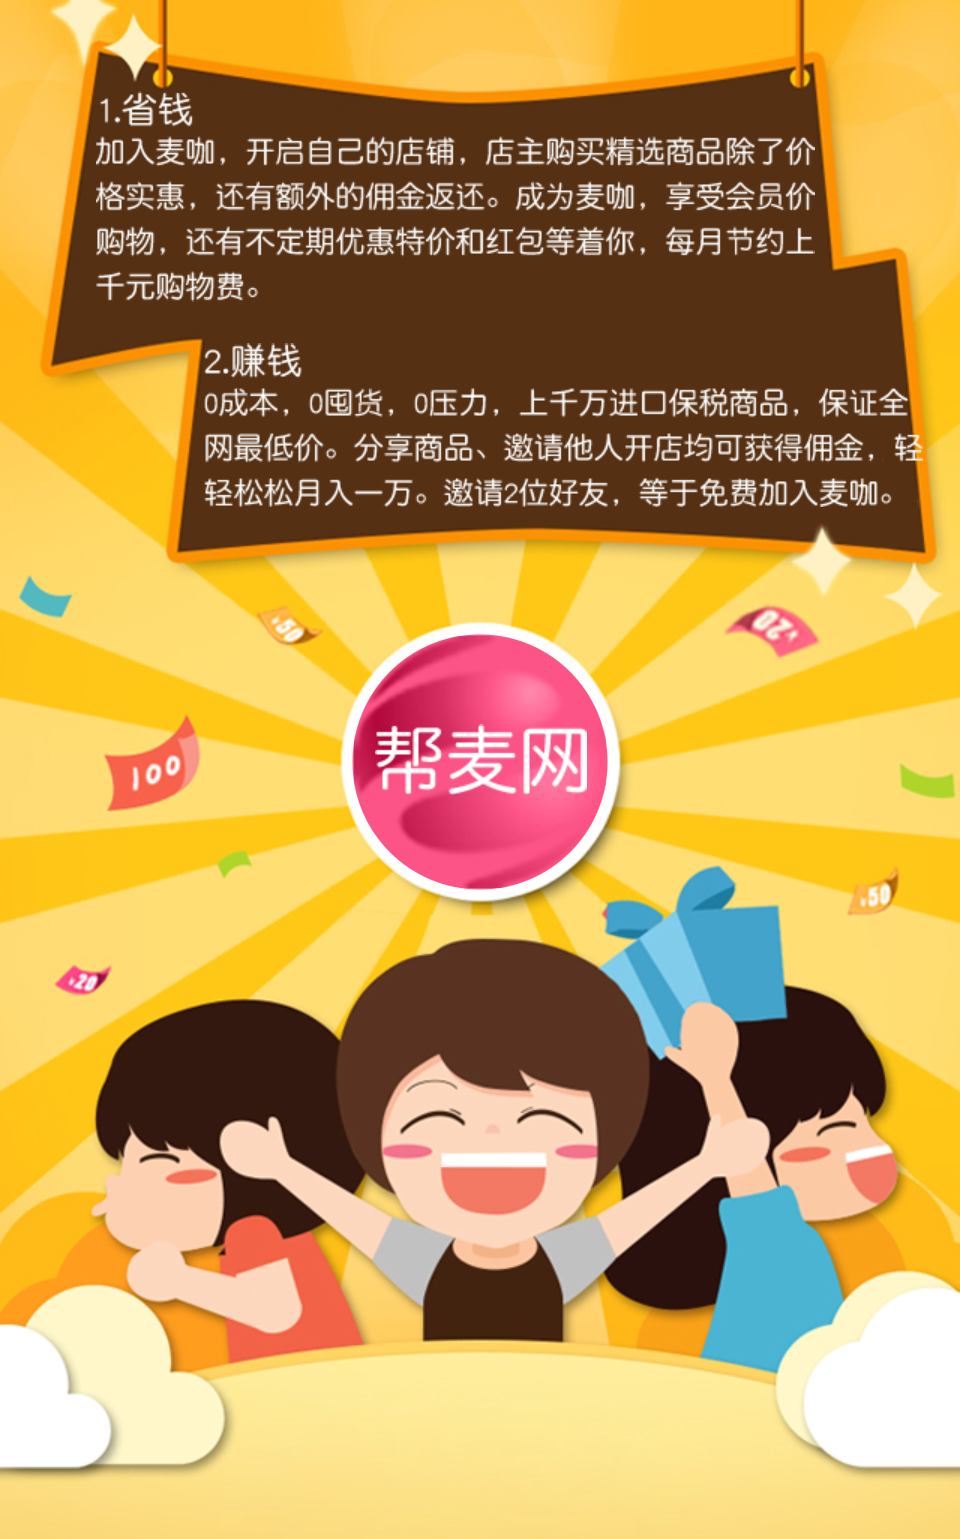 1.省钱
加入麦咖，开启自己的店铺，店主购买精选商品除了价
格实惠，还有额外的佣金返还。成为麦咖，享受会员价
购物，还有不定期优惠特价和红包等着你，每月节约上
千元购物费。
2.赚钱
0成本，0囤货，0压力，上千万进口保税商品，保证全
网最低价。分享商品、邀请他人开店均可获得佣金，轻
轻松松月入一万。邀请2位好友，等于免费加入麦咖。
¥50
¥20
帮麦网
100
¥50
¥20